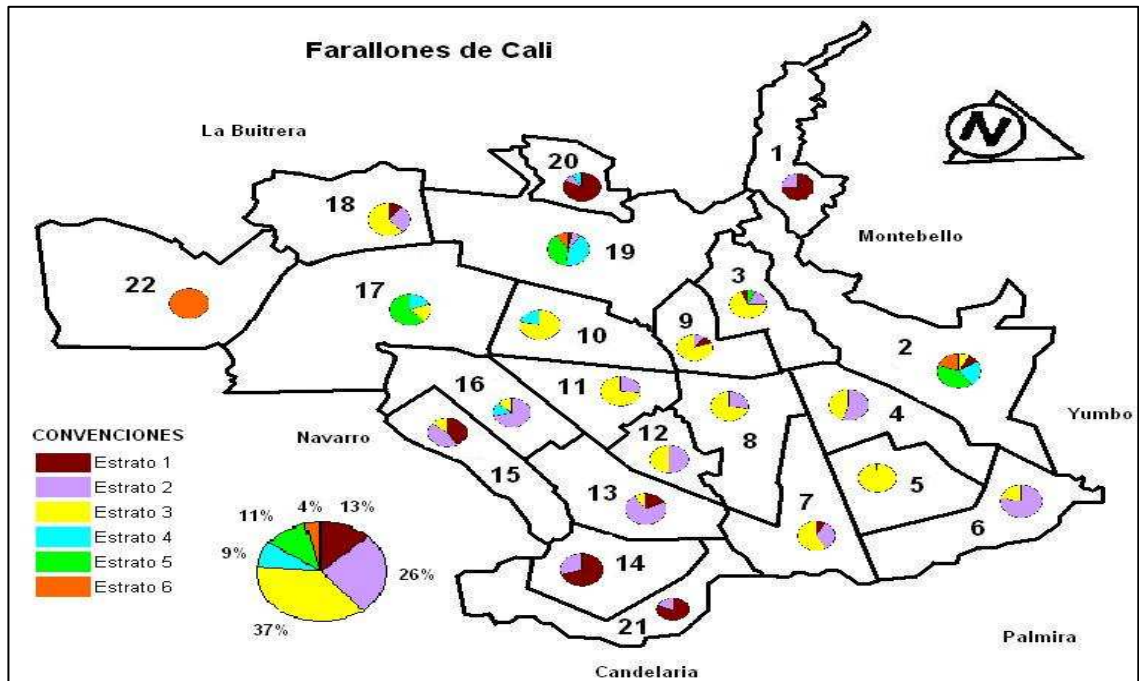 Farallones de Cali
La Buitrera
N
20
1
18
Montebello
19
3
22
17
10
9
2
16
11
4
Yumbo
CONVENCIONES
Navarro
12
8
Estrato 1
Estrato 2
15
5
Estrato 3
13
7
6
Estrato 4
Estrato 5
Estrato 6
4%
13%
11%
9%
26%
37%
14
21
Palmira
Candelaria